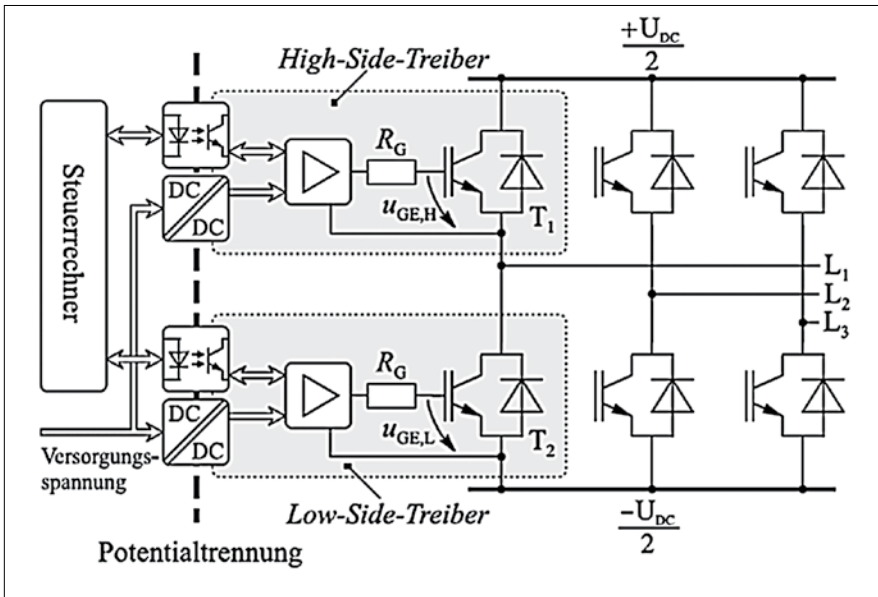 +U_DC
2
High-Side-Treiber
Steuerrechner
R_G
DC
DC
u_GE,H
T_1
L_1
L_2
L_3
R_G
DC
DC
u_GE,L
T_2
Versorgungs-
spannung
Low-Side-Treiber
-U_DC
2
Potentialtrennung